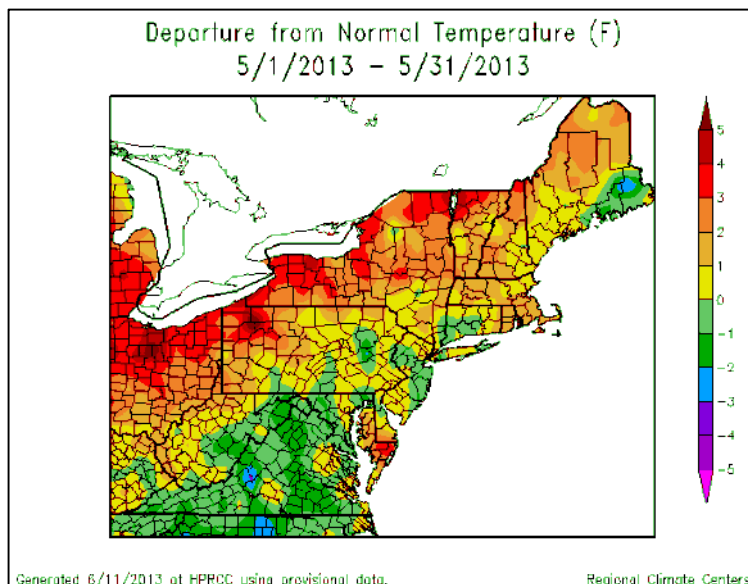 Departure from Normal Temperature (F)
5/1/2013 – 5/31/2013
5
4
3
2
1
0
-1
-2
-3
-4
-5
Generated 6/11/2013 at HPRCC using provisional data.
Regional Climate Centers